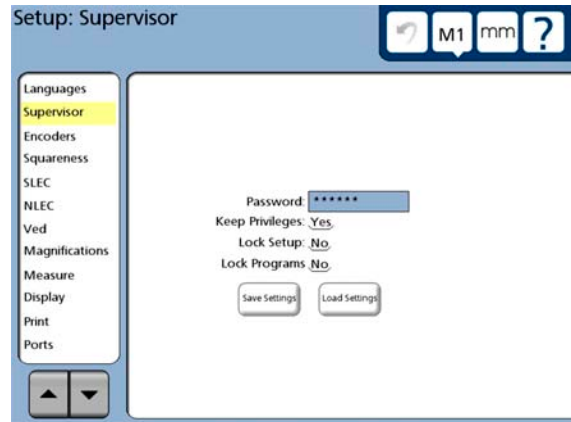 Setup: Supervisor
M1 mm ?
Languages
Supervisor
Encoders
Squareness
SLEC
NLEC
Ved
Magnifications
Measure
Display
Print
Ports
Password: ******
Keep Privileges: Yes
Lock Setup: No
Lock Programs No
Save Settings Load Settings